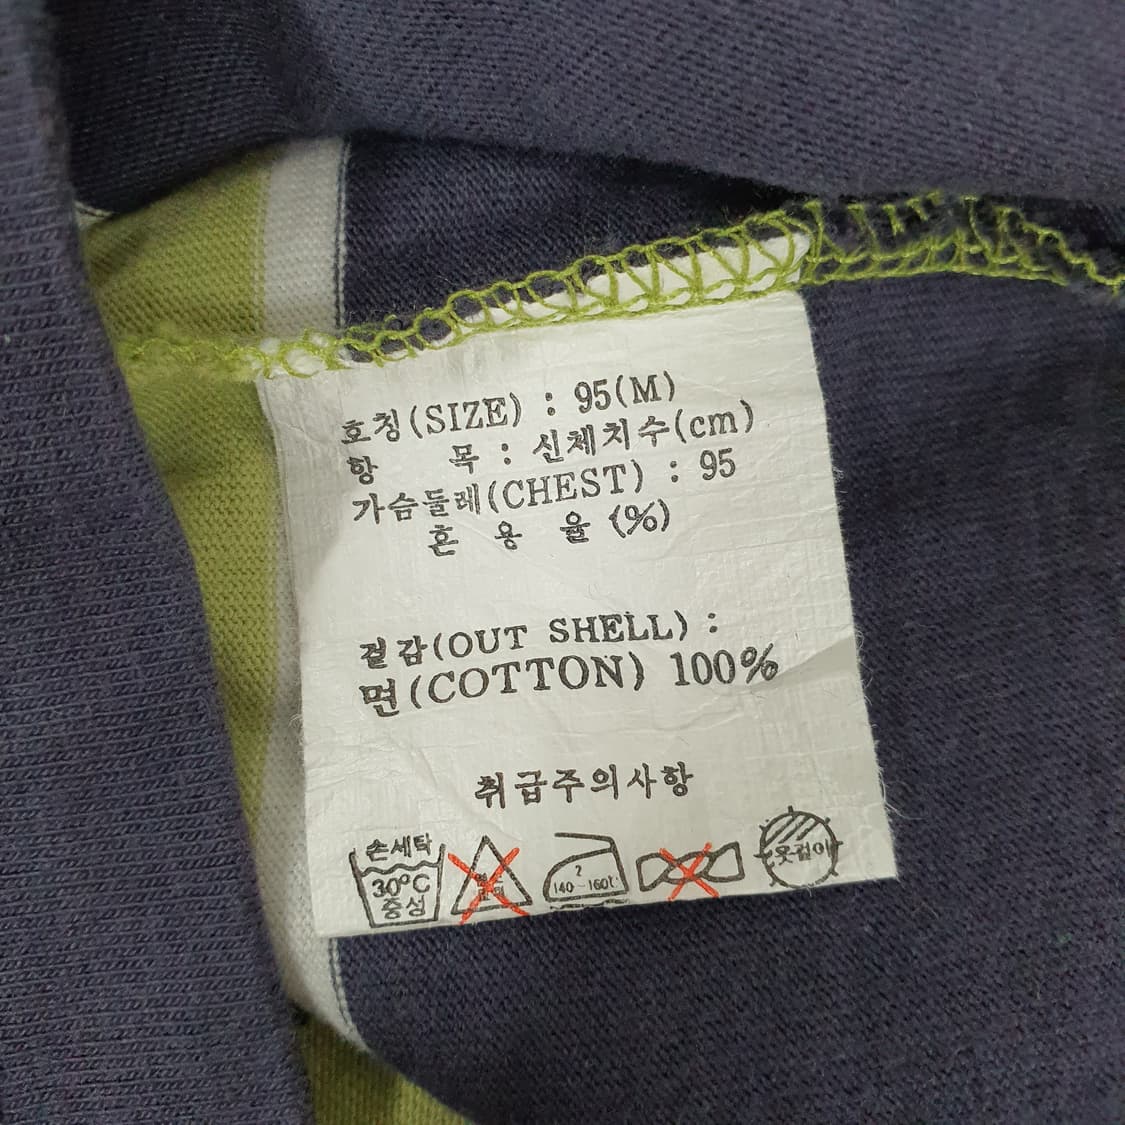 호칭(SIZE) : 95(M)
항 목 : 신체치수(cm)
가슴둘레(CHEST) : 95
혼 용 율 (%)
겉감(OUT SHELL) :
면(COTTON) 100%
취급주의사항
손세탁
30°C
중성
2
140~160℃
옷걸이